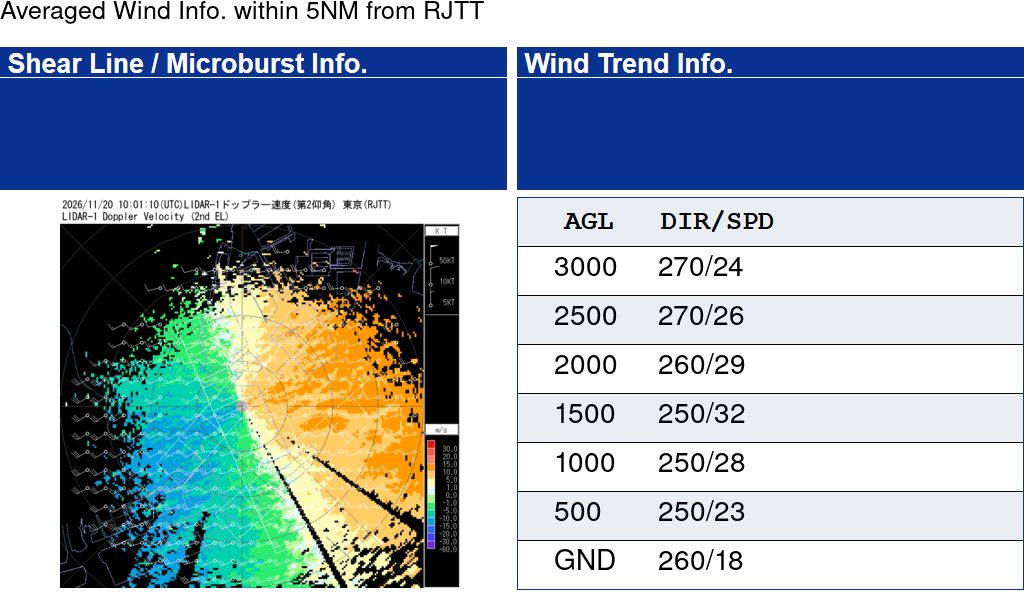 Averaged Wind Info. within 5NM from RJTT
Shear Line / Microburst Info.
Wind Trend Info.
2026/11/20 10:01:10(UTC)LIDAR-1ドップラー速度(第2仰角) 東京(RJTT)
LIDAR-1 Doppler Velocity (2nd EL)
KT
50KT
10KT
5KT
m/s
30.0
20.0
15.0
10.0
5.0
1.0
0.0
-1.0
-5.0
-10.0
-15.0
-20.0
-30.0
-60.0
AGL DIR/SPD
3000 270/24
2500 270/26
2000 260/29
1500 250/32
1000 250/28
500 250/23
GND 260/18